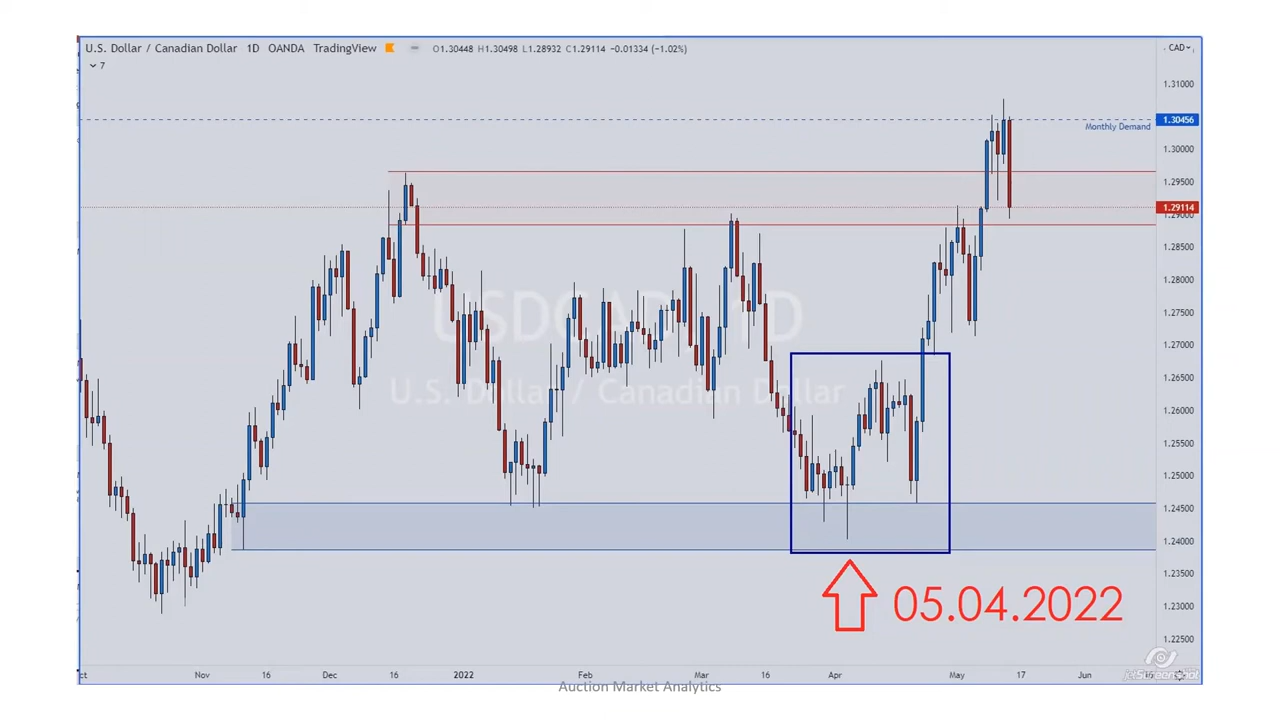 U.S. Dollar / Canadian Dollar 1D OANDA TradingView O1.30448 H1.30498 L1.28932 C1.29114 −0.01334 (−1.02%)
CAD
7
1.31000
1.30456
Monthly Demand
1.30000
1.29500
1.29114
1.29000
1.28500
1.28000
1.27500
1.27000
1.26500
1.26000
1.25500
1.25000
1.24500
1.24000
1.23500
1.23000
1.22500
USDCAD, 1D
U.S. Dollar / Canadian Dollar
05.04.2022
Nov 16 Dec 16 2022 Feb Mar 16 Apr May 17 Jun
jetScreenshot
Auction Market Analytics